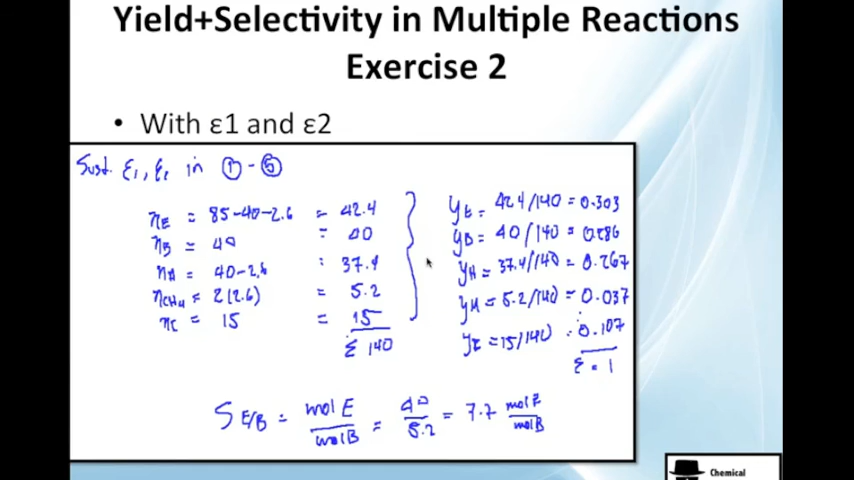 Yield+Selectivity in Multiple Reactions
Exercise 2
• With ε1 and ε2
Sust. ε1, ε2 in ① - ⑤
nE = 85-40-2.6 = 42.4
nB = 40 = 40
nH = 40-2.6 : 37.4
nCH4 = 2(2.6) = 5.2
nI = 15 = 15
Σ 140
yE = 42.4/140 = 0.303
yB = 40/140 = 0.286
yH = 37.4/140 = 0.267
yM = 5.2/140 = 0.037
yI = 15/140 = 0.107
Σ = 1
S E/B = mol E / mol B = 40 / 5.2 = 7.7 mol E / mol B
Chemical